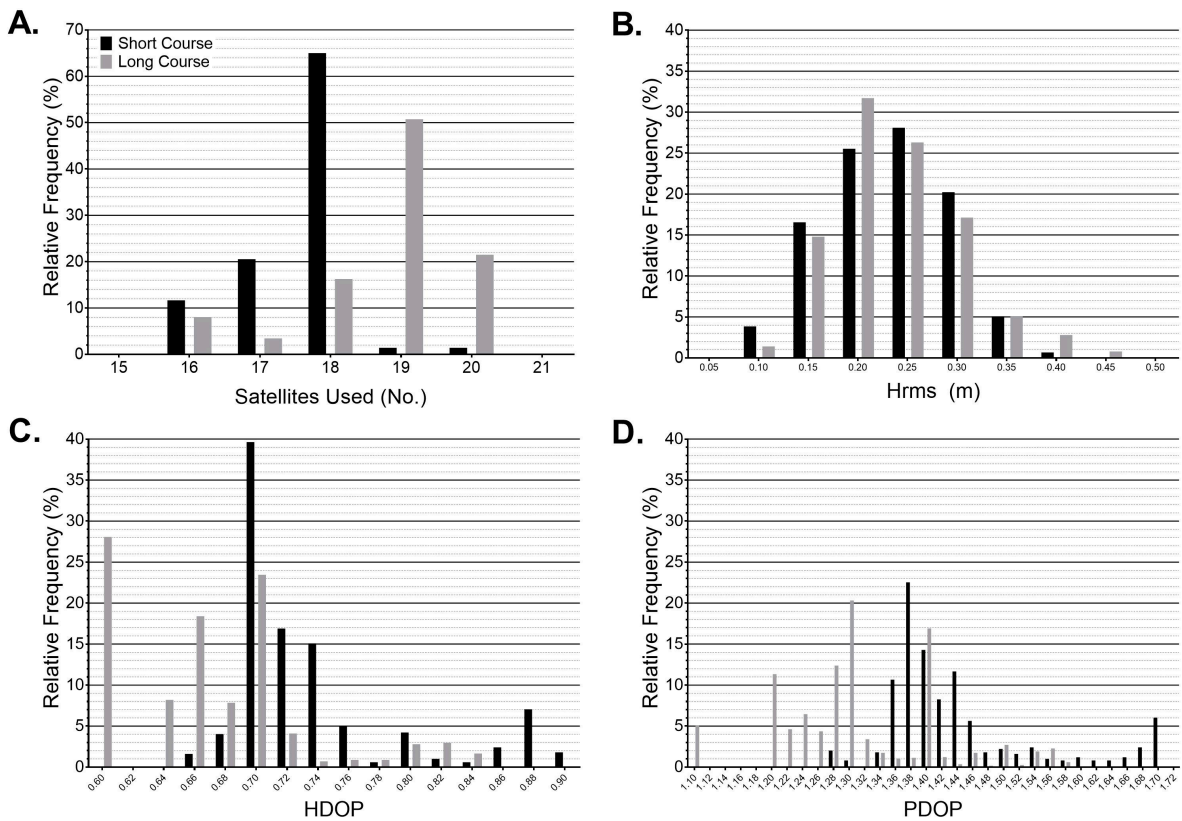 A.
70
60
50
40
30
20
10
0
Relative Frequency (%)
Short Course
Long Course
15 16 17 18 19 20 21
Satellites Used (No.)
B.
40
35
30
25
20
15
10
5
0
Relative Frequency (%)
0.05 0.10 0.15 0.20 0.25 0.30 0.35 0.40 0.45 0.50
Hrms (m)
C.
40
35
30
25
20
15
10
5
0
Relative Frequency (%)
0.60 0.62 0.64 0.66 0.68 0.70 0.72 0.74 0.76 0.78 0.80 0.82 0.84 0.86 0.88 0.90
HDOP
D.
40
35
30
25
20
15
10
5
0
Relative Frequency (%)
1.10 1.12 1.14 1.16 1.18 1.20 1.22 1.24 1.26 1.28 1.30 1.32 1.34 1.36 1.38 1.40 1.42 1.44 1.46 1.48 1.50 1.52 1.54 1.56 1.58 1.60 1.62 1.64 1.66 1.68 1.70 1.72
PDOP